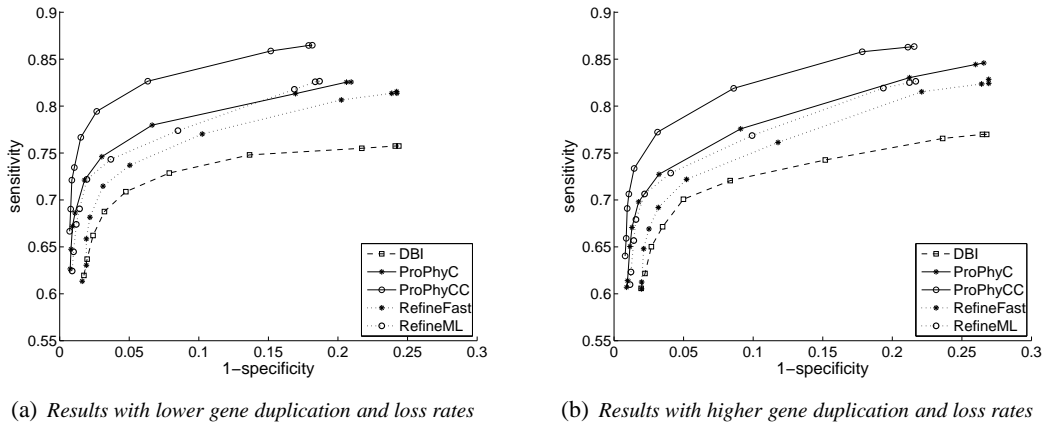 0.9
0.85
0.8
0.75
0.7
0.65
0.6
0.55
sensitivity
0 0.05 0.1 0.15 0.2 0.25 0.3
1−specificity
DBI
ProPhyC
ProPhyCC
RefineFast
RefineML
(a) Results with lower gene duplication and loss rates
0.9
0.85
0.8
0.75
0.7
0.65
0.6
0.55
sensitivity
0 0.05 0.1 0.15 0.2 0.25 0.3
1−specificity
DBI
ProPhyC
ProPhyCC
RefineFast
RefineML
(b) Results with higher gene duplication and loss rates